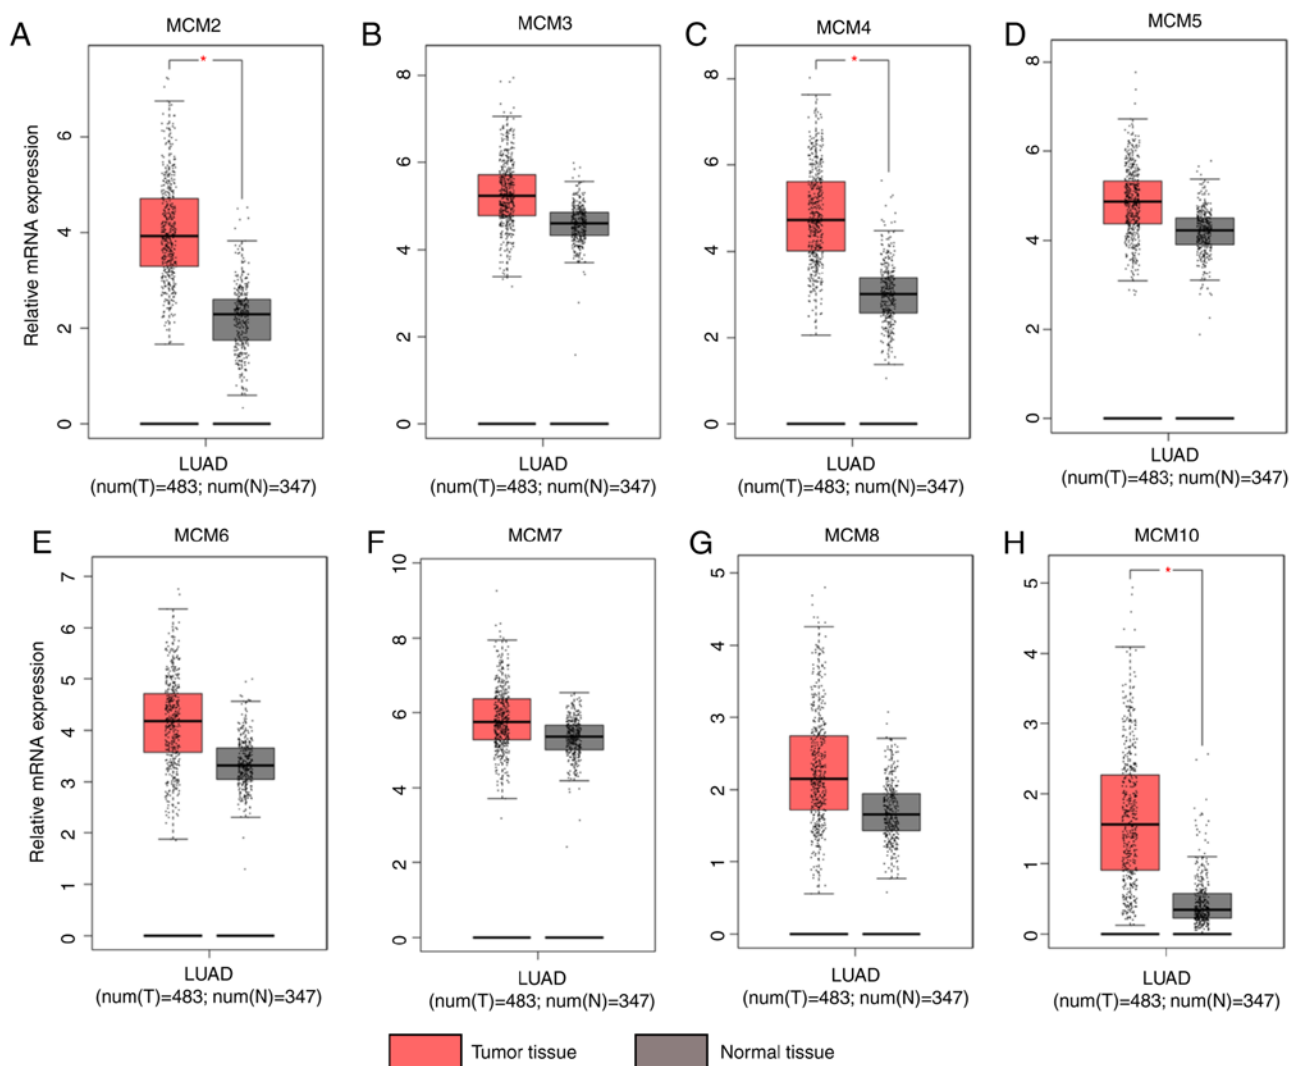 A
MCM2
*
Relative mRNA expression
6
4
2
0
LUAD
(num(T)=483; num(N)=347)
B
MCM3
8
6
4
2
0
LUAD
(num(T)=483; num(N)=347)
C
MCM4
*
8
6
4
2
0
LUAD
(num(T)=483; num(N)=347)
D
MCM5
8
6
4
2
0
LUAD
(num(T)=483; num(N)=347)
E
MCM6
Relative mRNA expression
7
6
5
4
3
2
1
0
LUAD
(num(T)=483; num(N)=347)
F
MCM7
10
8
6
4
2
0
LUAD
(num(T)=483; num(N)=347)
G
MCM8
5
4
3
2
1
0
LUAD
(num(T)=483; num(N)=347)
H
MCM10
*
5
4
3
2
1
0
LUAD
(num(T)=483; num(N)=347)
Tumor tissue
Normal tissue